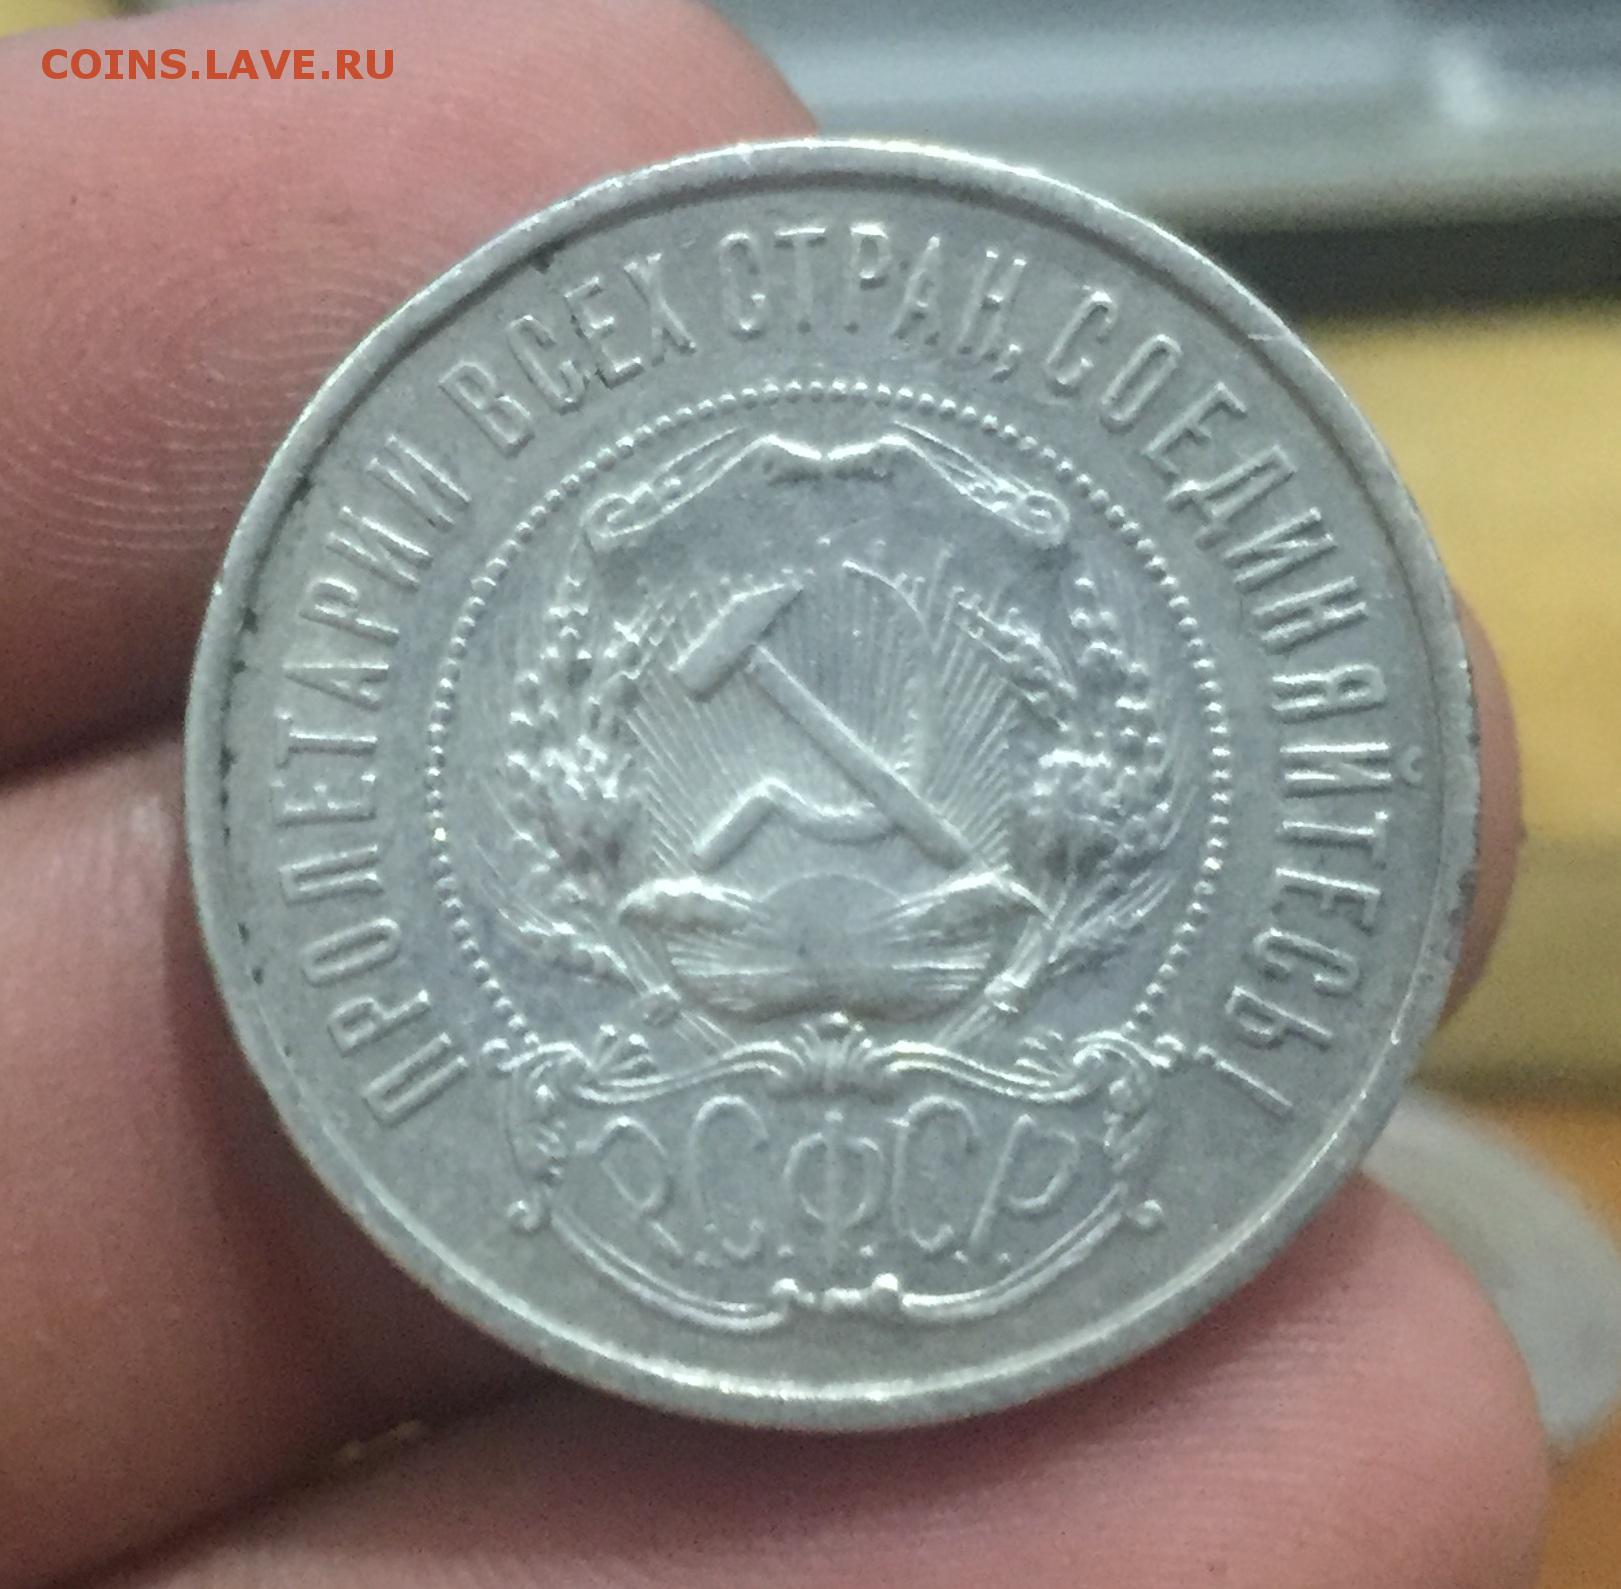 COINS.LAVE.RU
ПРОЛЕТАРИИ ВСЕХ СТРАН, СОЕДИНЯЙТЕСЬ!
Р.С.Ф.С.Р.